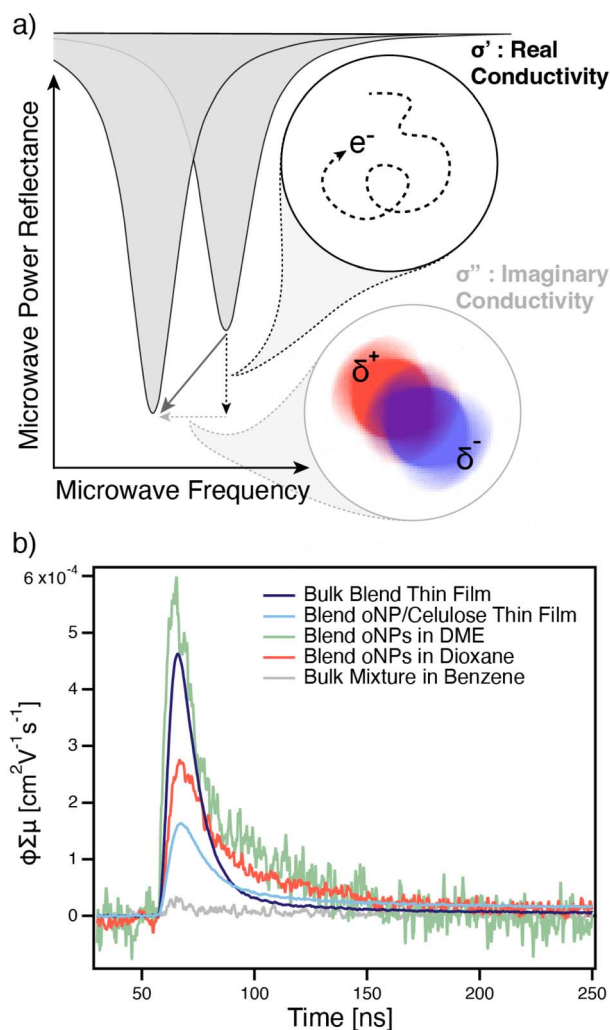 a)
σ' : Real
Conductivity
e-
Microwave Power Reflectance
σ" : Imaginary
Conductivity
δ+
δ-
Microwave Frequency
b)
6 x10-4
5
4
3
2
1
0
ϕΣμ [cm2V-1s-1]
Bulk Blend Thin Film
Blend oNP/Celulose Thin Film
Blend oNPs in DME
Blend oNPs in Dioxane
Bulk Mixture in Benzene
50
100
150
200
250
Time [ns]